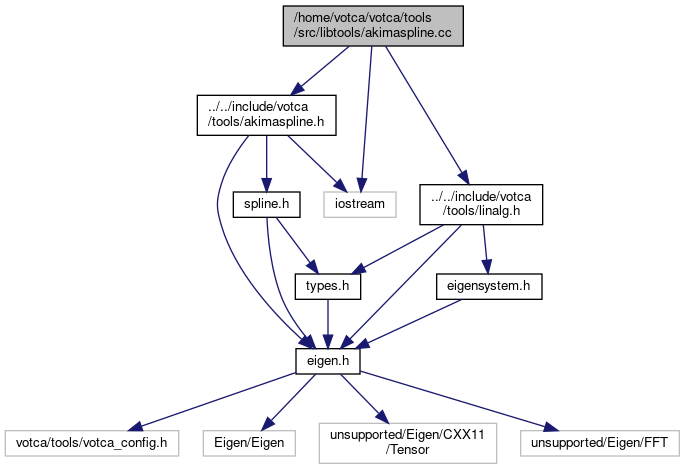 /home/votca/votca/tools
/src/libtools/akimaspline.cc
../../include/votca
/tools/akimaspline.h
spline.h
iostream
../../include/votca
/tools/linalg.h
types.h
eigensystem.h
eigen.h
votca/tools/votca_config.h
Eigen/Eigen
unsupported/Eigen/CXX11
/Tensor
unsupported/Eigen/FFT